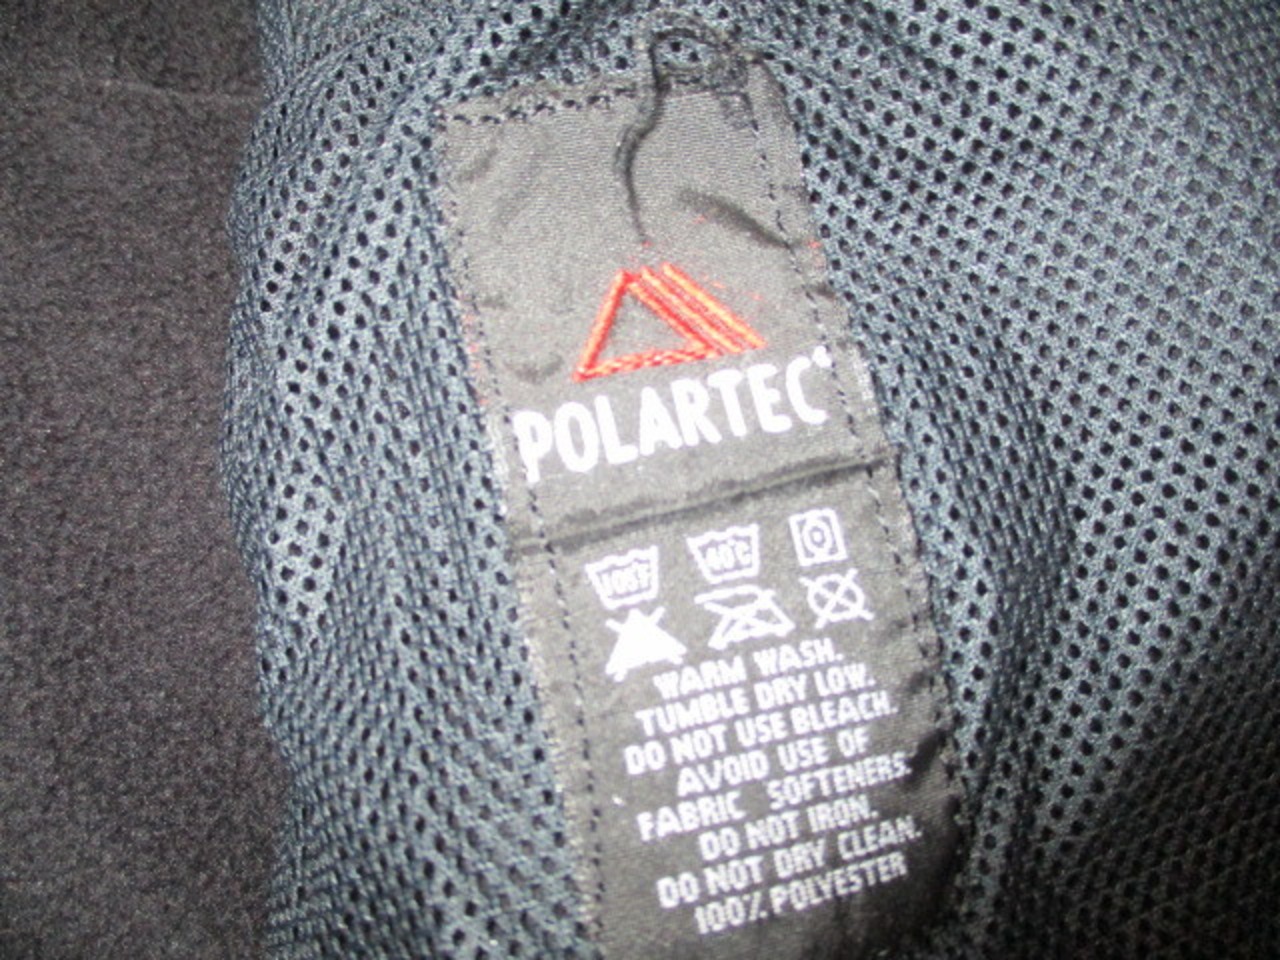 POLARTEC
105°F 40°C
WARM WASH.
TUMBLE DRY LOW.
DO NOT USE BLEACH.
AVOID USE OF
FABRIC SOFTENERS.
DO NOT IRON.
DO NOT DRY CLEAN.
100% POLYESTER